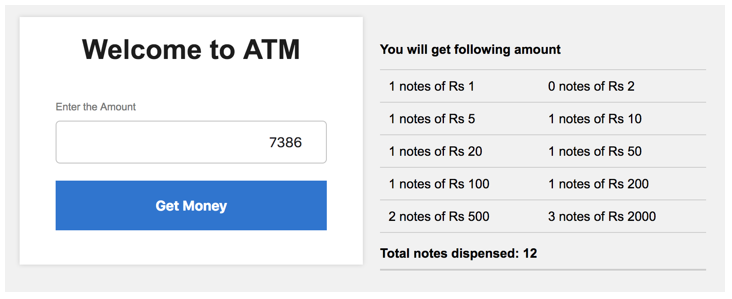 Welcome to ATM
Enter the Amount
7386
Get Money
You will get following amount
1 notes of Rs 1 0 notes of Rs 2
1 notes of Rs 5 1 notes of Rs 10
1 notes of Rs 20 1 notes of Rs 50
1 notes of Rs 100 1 notes of Rs 200
2 notes of Rs 500 3 notes of Rs 2000
Total notes dispensed: 12